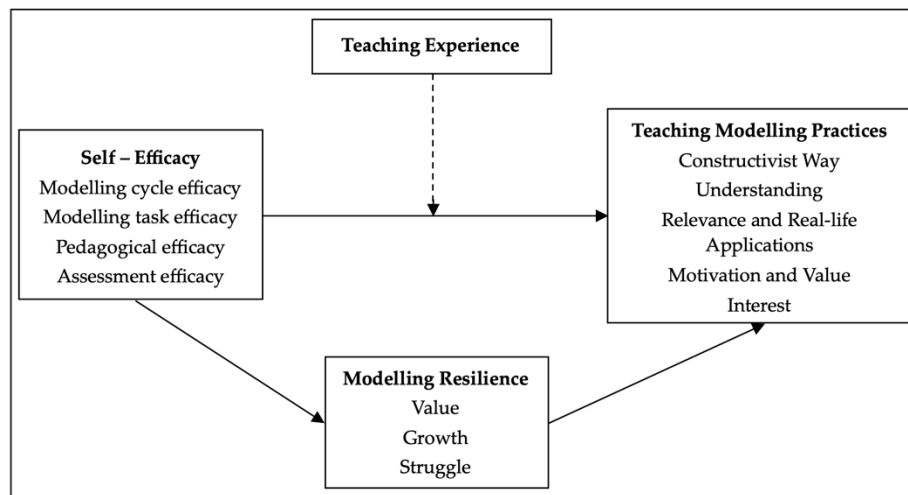 Teaching Experience
Self – Efficacy
Modelling cycle efficacy
Modelling task efficacy
Pedagogical efficacy
Assessment efficacy
Teaching Modelling Practices
Constructivist Way
Understanding
Relevance and Real-life
Applications
Motivation and Value
Interest
Modelling Resilience
Value
Growth
Struggle